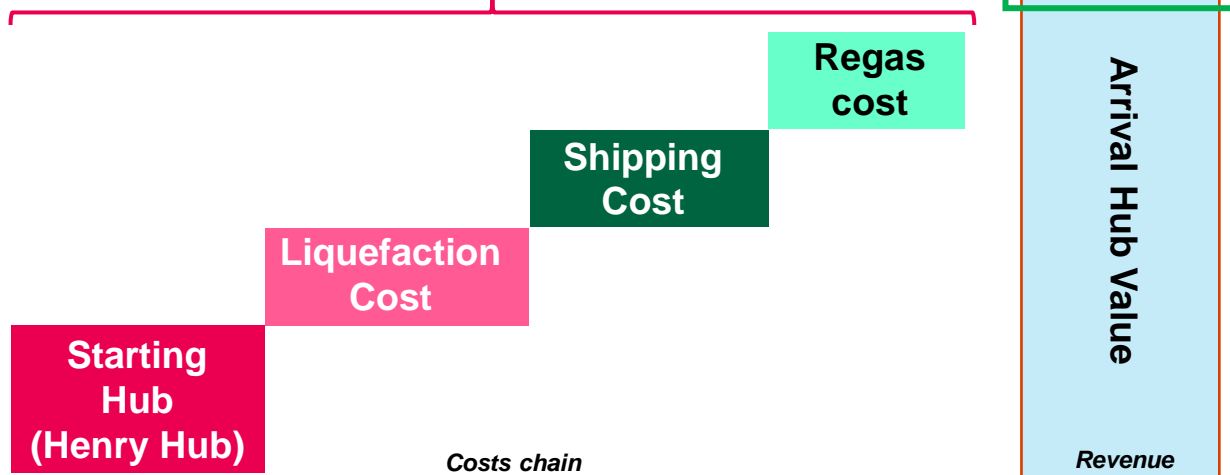 Regas
cost
Shipping
Cost
Liquefaction
Cost
Starting
Hub
(Henry Hub)
Costs chain
Arrival Hub Value
Revenue